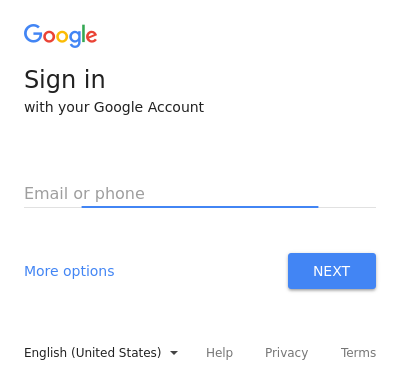 Google
Sign in
with your Google Account
Email or phone
More options NEXT
English (United States) Help Privacy Terms